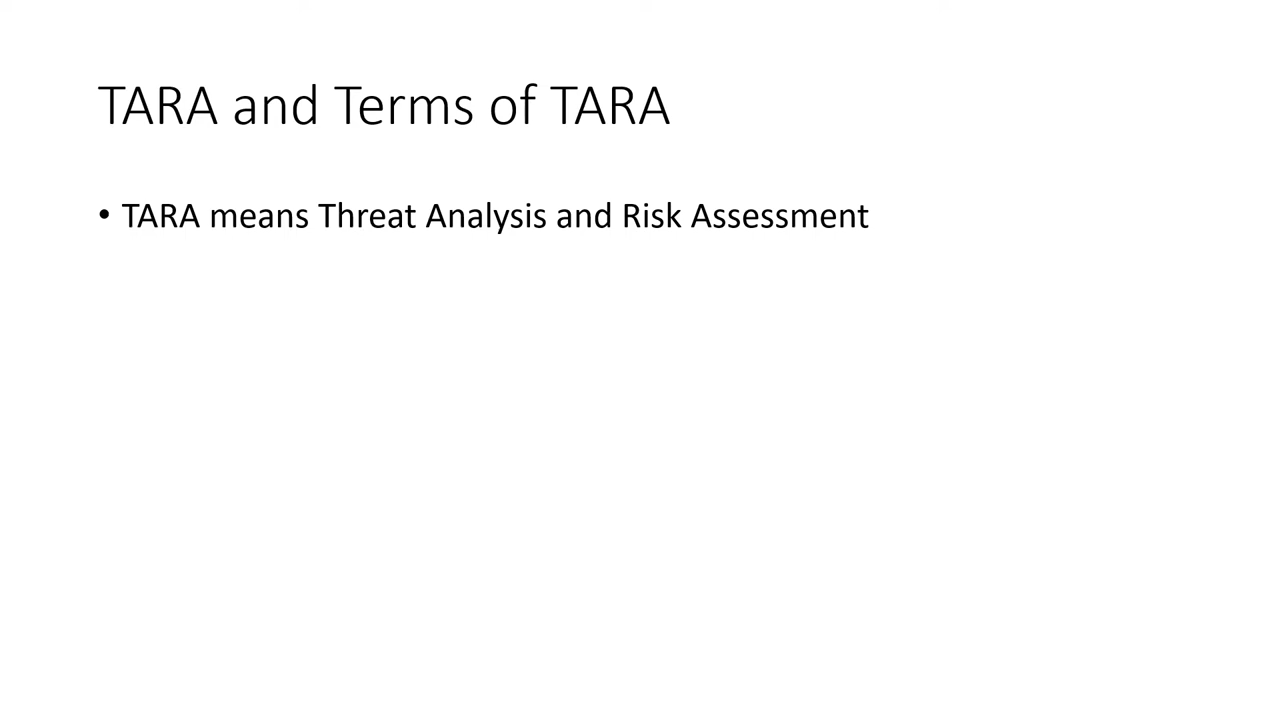 TARA and Terms of TARA
• TARA means Threat Analysis and Risk Assessment